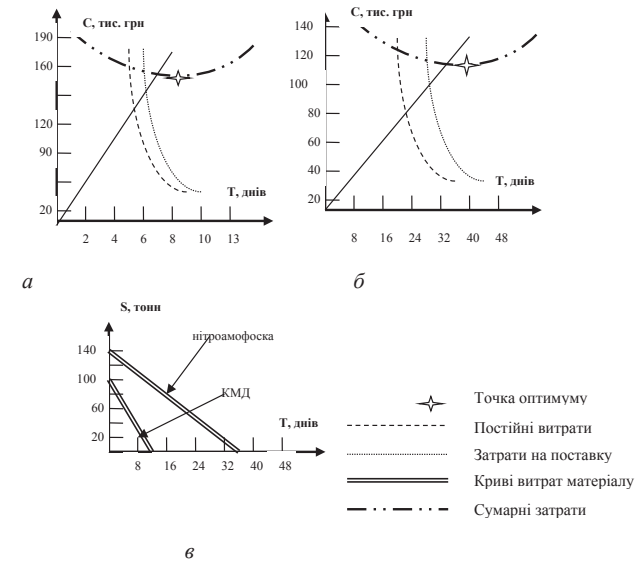 С, тис. грн
190
160
120
90
20
Т, днів
2 4 6 8 10 13
а
С, тис. грн
140
120
100
80
60
40
20
Т, днів
8 16 24 32 40 48
б
S, тонн
140
100
60
20
нітроамофоска
КМД
Т, днів
8 16 24 32 40 48
в
Точка оптимуму
Постійні витрати
Затрати на поставку
Криві витрат матеріалу
Сумарні затрати